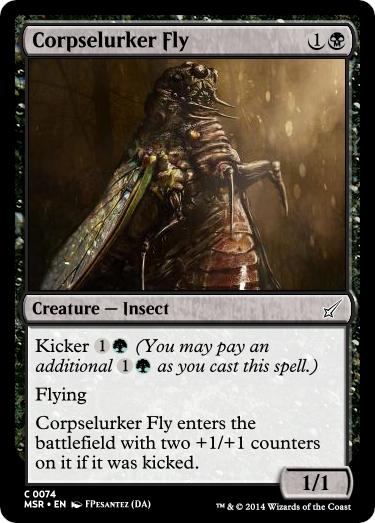 Corpselurker Fly 1
Creature — Insect
Kicker 1 (You may pay an
additional 1 as you cast this spell.)
Flying
Corpselurker Fly enters the
battlefield with two +1/+1 counters
on it if it was kicked.
1/1
C 0074
MSR • EN FPesantez (DA)
™ & © 2014 Wizards of the Coast